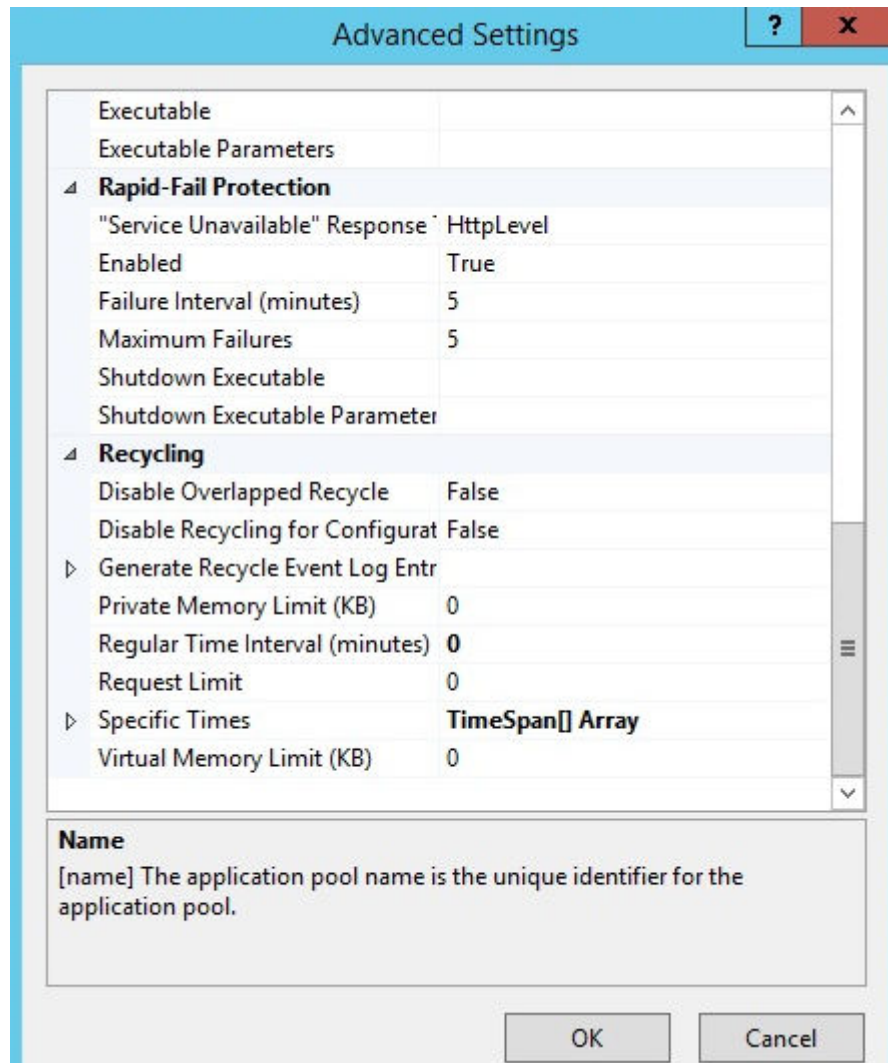 Advanced Settings
?
x
Executable
Executable Parameters
Rapid-Fail Protection
"Service Unavailable" Response T HttpLevel
Enabled True
Failure Interval (minutes) 5
Maximum Failures 5
Shutdown Executable
Shutdown Executable Parameter
Recycling
Disable Overlapped Recycle False
Disable Recycling for Configurat False
Generate Recycle Event Log Entr
Private Memory Limit (KB) 0
Regular Time Interval (minutes) 0
Request Limit 0
Specific Times TimeSpan[] Array
Virtual Memory Limit (KB) 0
Name
[name] The application pool name is the unique identifier for the
application pool.
OK Cancel